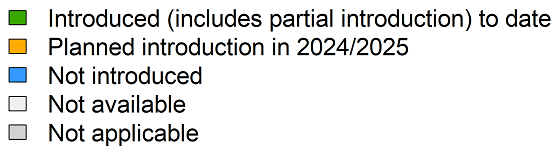 Introduced (includes partial introduction) to date
Planned introduction in 2024/2025
Not introduced
Not available
Not applicable